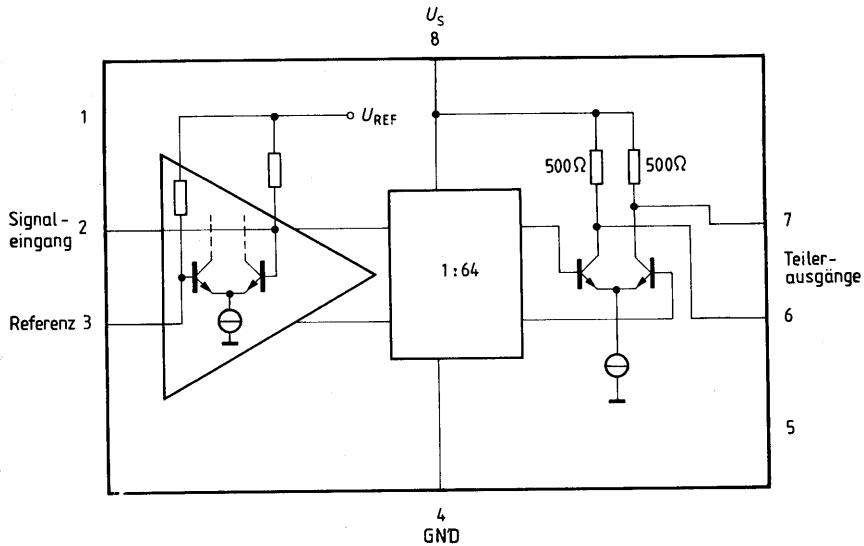 U_S
8
1
U_REF
500Ω
500Ω
Signal-
eingang 2
7
1:64
Teiler-
ausgänge
Referenz 3
6
5
4
GND